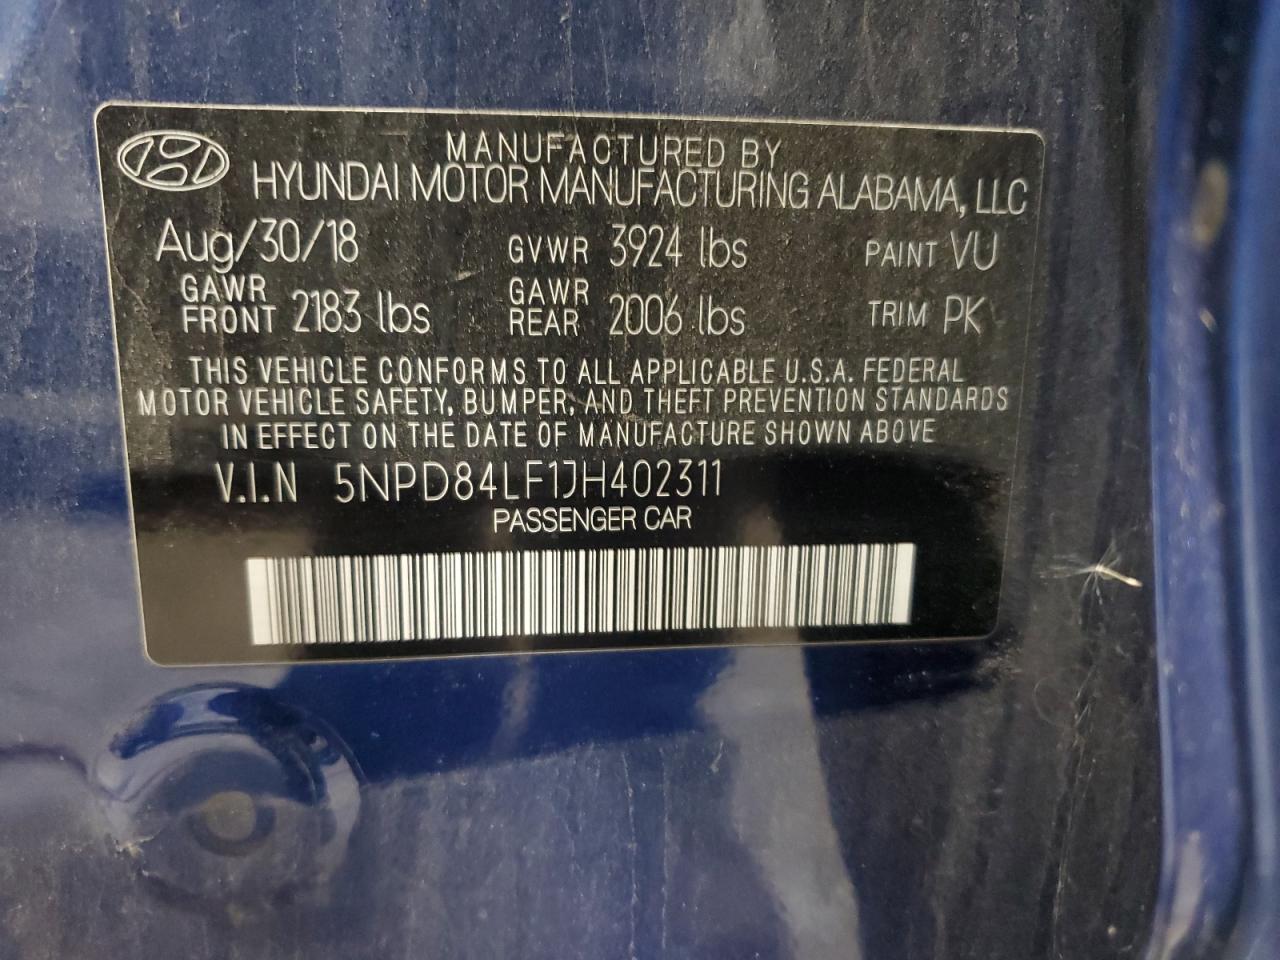 MANUFACTURED BY
HYUNDAI MOTOR MANUFACTURING ALABAMA, LLC
Aug/30/18 GVWR 3924 lbs PAINT VU
GAWR FRONT 2183 lbs GAWR REAR 2006 lbs TRIM PK
THIS VEHICLE CONFORMS TO ALL APPLICABLE U.S.A. FEDERAL
MOTOR VEHICLE SAFETY, BUMPER, AND THEFT PREVENTION STANDARDS
IN EFFECT ON THE DATE OF MANUFACTURE SHOWN ABOVE
V.I.N 5NPD84LF1JH402311
PASSENGER CAR